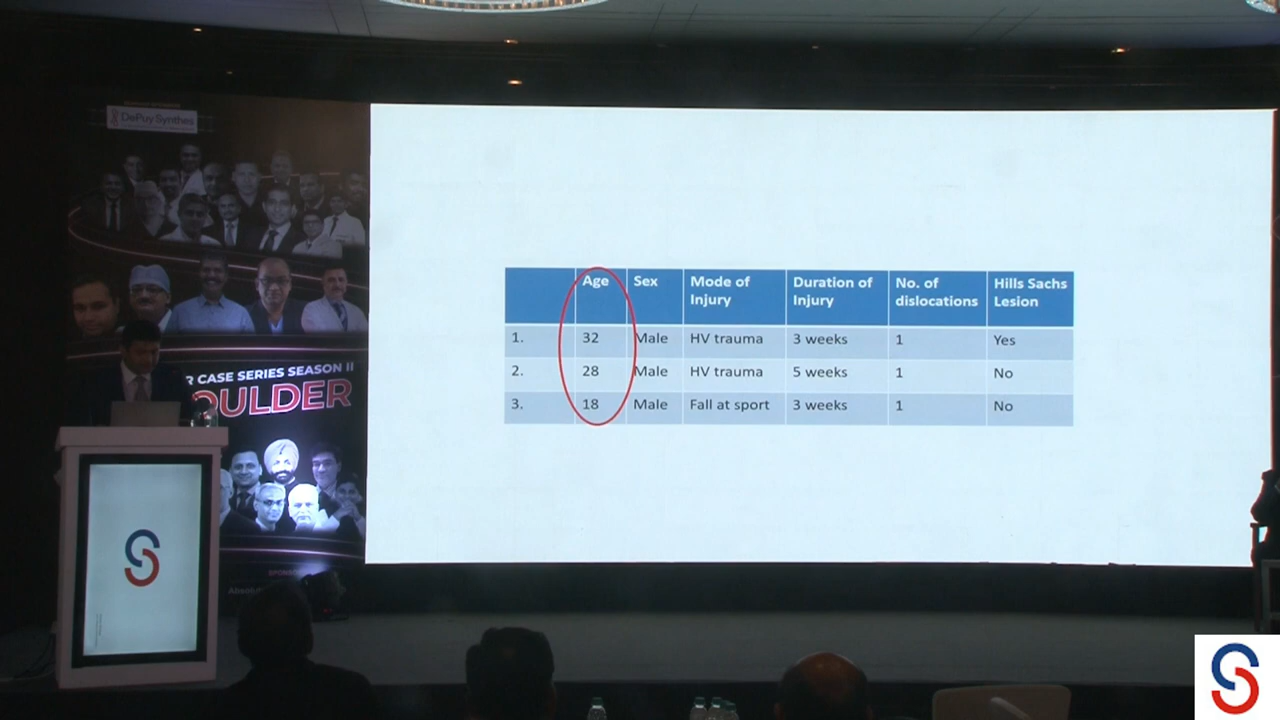 DePuy Synthes
R CASE SERIES SEASON II
OULDER
Age Sex Mode of Injury Duration of Injury No. of dislocations Hills Sachs Lesion
1. 32 Male HV trauma 3 weeks 1 Yes
2. 28 Male HV trauma 5 weeks 1 No
3. 18 Male Fall at sport 3 weeks 1 No